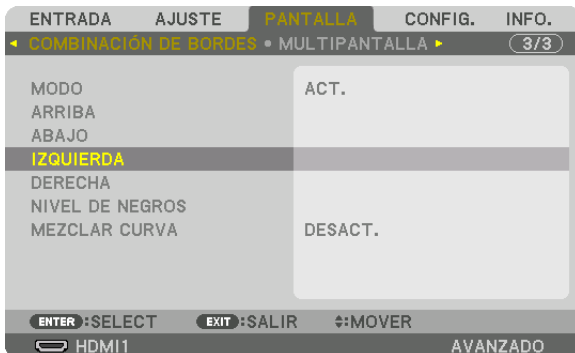 ENTRADA AJUSTE PANTALLA CONFIG. INFO.
COMBINACIÓN DE BORDES • MULTIPANTALLA 3/3
MODO ACT.
ARRIBA
ABAJO
IZQUIERDA
DERECHA
NIVEL DE NEGROS
MEZCLAR CURVA DESACT.
ENTER :SELECT EXIT :SALIR :MOVER
HDMI1 AVANZADO